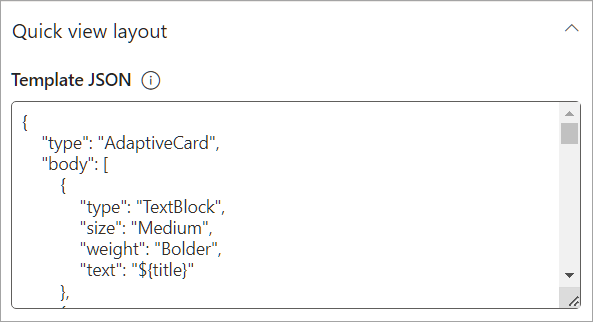 Quick view layout
Template JSON
{
"type": "AdaptiveCard",
"body": [
{
"type": "TextBlock",
"size": "Medium",
"weight": "Bolder",
"text": "${title}"
},